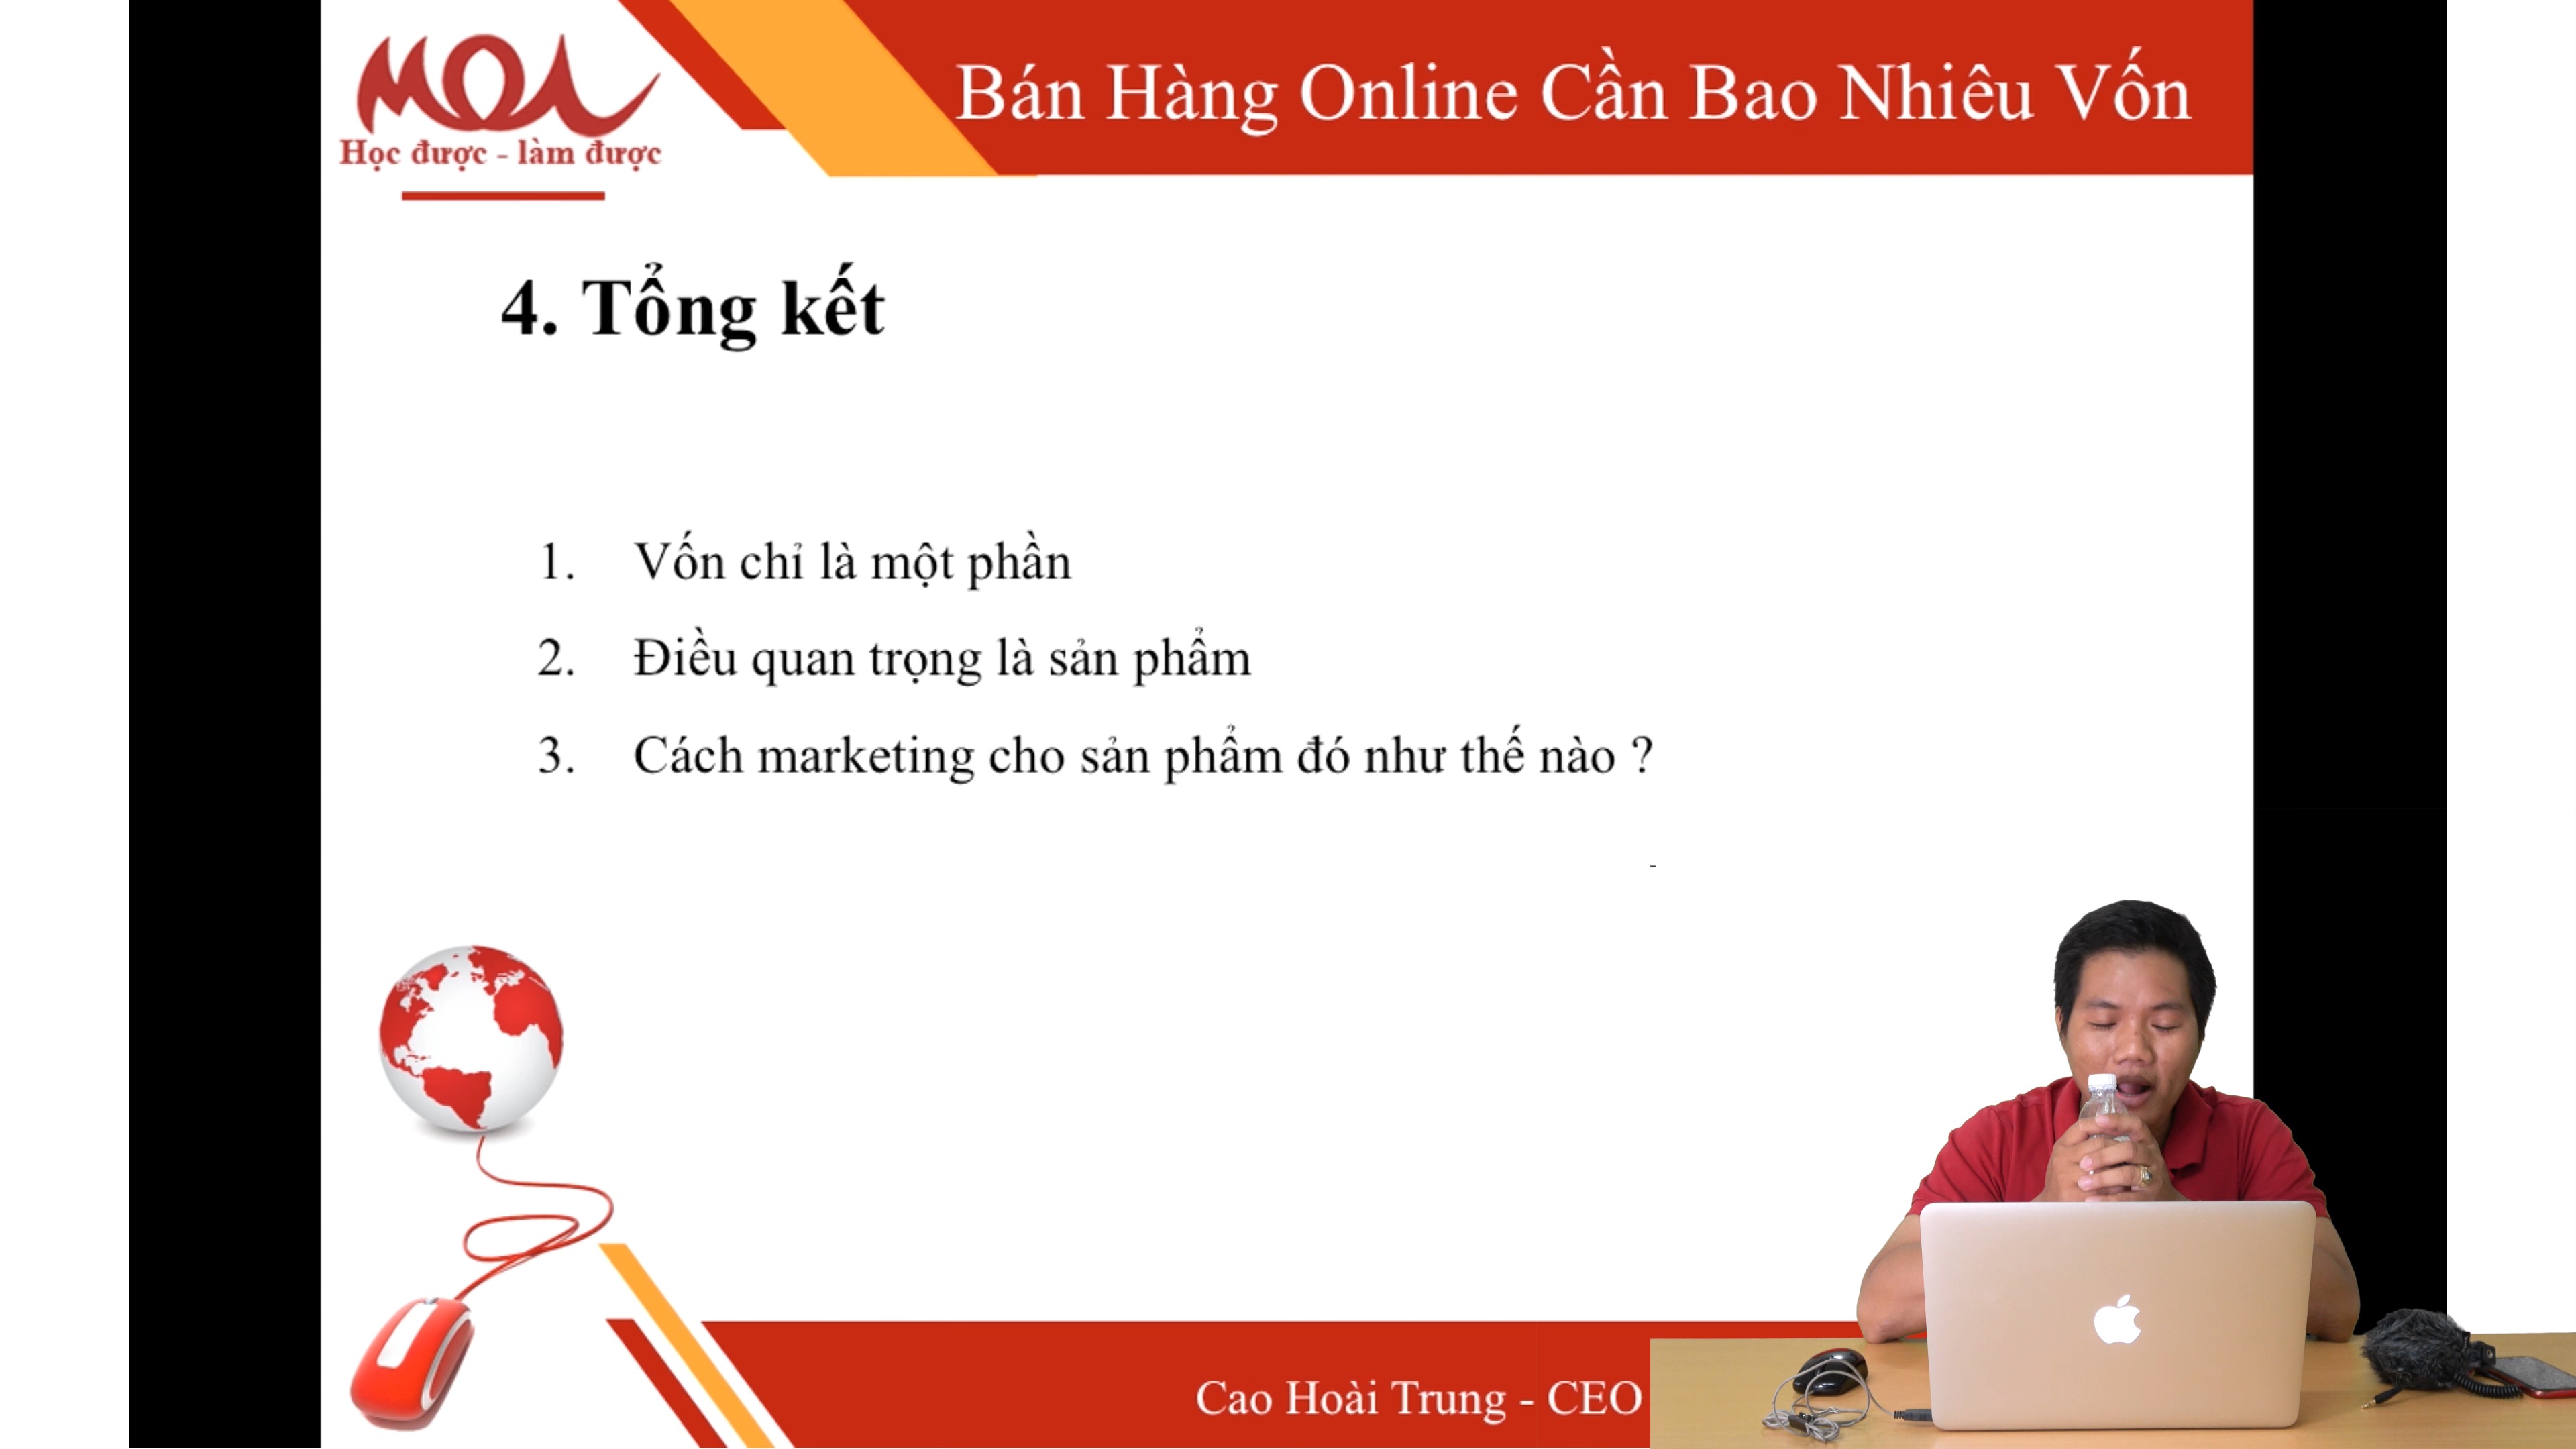 MOA
Học được - làm được
Bán Hàng Online Cần Bao Nhiêu Vốn
4. Tổng kết
1. Vốn chỉ là một phần
2. Điều quan trọng là sản phẩm
3. Cách marketing cho sản phẩm đó như thế nào ?
-
Cao Hoài Trung - CEO